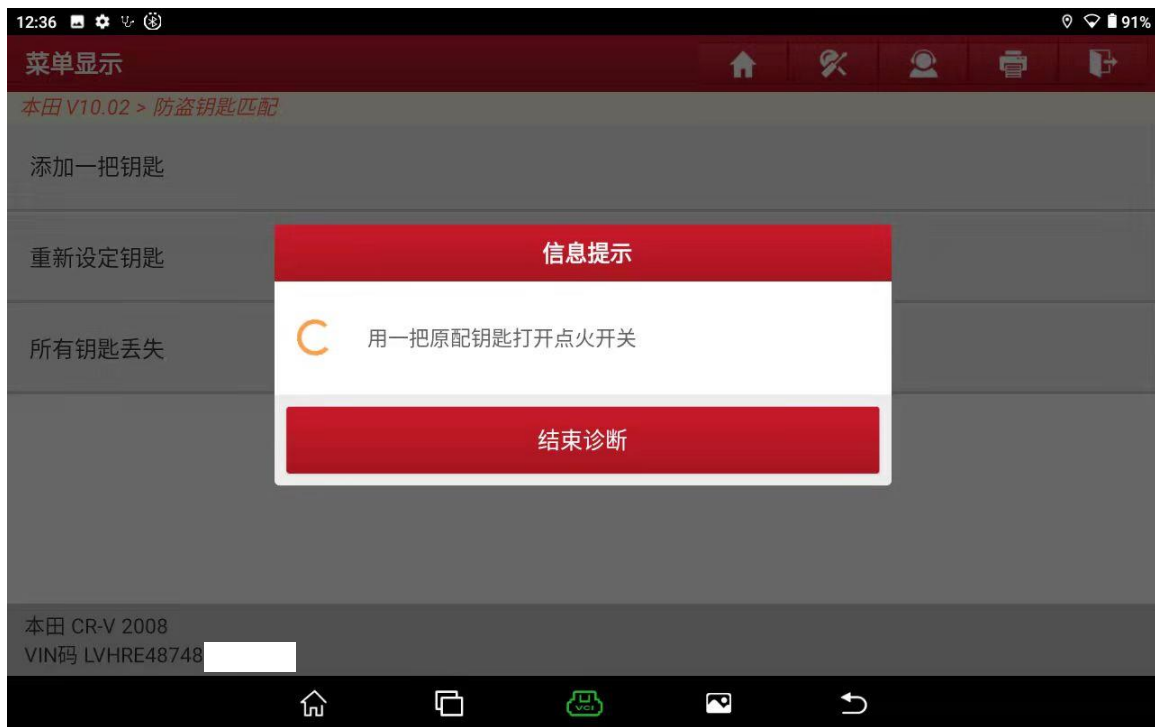 12:36
91%
菜单显示
本田 V10.02 > 防盗钥匙匹配
添加一把钥匙
重新设定钥匙
所有钥匙丢失
信息提示
用一把原配钥匙打开点火开关
结束诊断
本田 CR-V 2008
VIN码 LVHRE48748
VCI